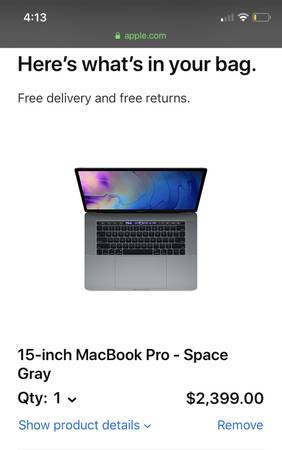 4:13
apple.com
Here's what's in your bag.
Free delivery and free returns.
15-inch MacBook Pro - Space
Gray
Qty: 1 $2,399.00
Show product details Remove